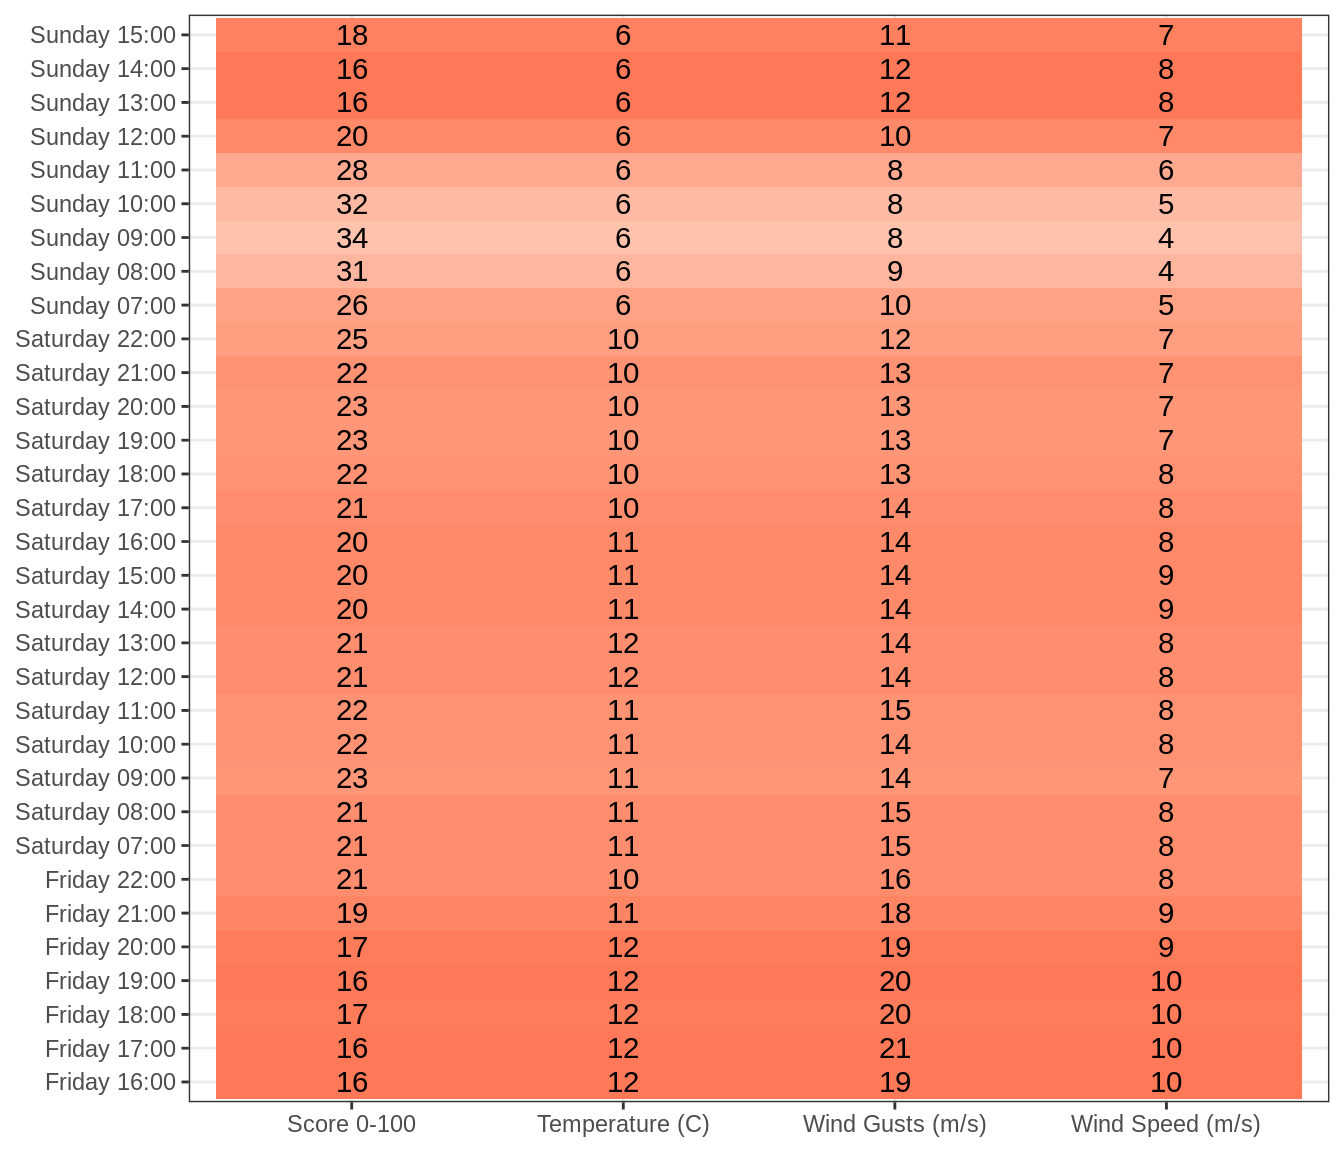 Sunday 15:00 18 6 11 7
Sunday 14:00 16 6 12 8
Sunday 13:00 16 6 12 8
Sunday 12:00 20 6 10 7
Sunday 11:00 28 6 8 6
Sunday 10:00 32 6 8 5
Sunday 09:00 34 6 8 4
Sunday 08:00 31 6 9 4
Sunday 07:00 26 6 10 5
Saturday 22:00 25 10 12 7
Saturday 21:00 22 10 13 7
Saturday 20:00 23 10 13 7
Saturday 19:00 23 10 13 7
Saturday 18:00 22 10 13 8
Saturday 17:00 21 10 14 8
Saturday 16:00 20 11 14 8
Saturday 15:00 20 11 14 9
Saturday 14:00 20 11 14 9
Saturday 13:00 21 12 14 8
Saturday 12:00 21 12 14 8
Saturday 11:00 22 11 15 8
Saturday 10:00 22 11 14 8
Saturday 09:00 23 11 14 7
Saturday 08:00 21 11 15 8
Saturday 07:00 21 11 15 8
Friday 22:00 21 10 16 8
Friday 21:00 19 11 18 9
Friday 20:00 17 12 19 9
Friday 19:00 16 12 20 10
Friday 18:00 17 12 20 10
Friday 17:00 16 12 21 10
Friday 16:00 16 12 19 10
Score 0-100 Temperature (C) Wind Gusts (m/s) Wind Speed (m/s)